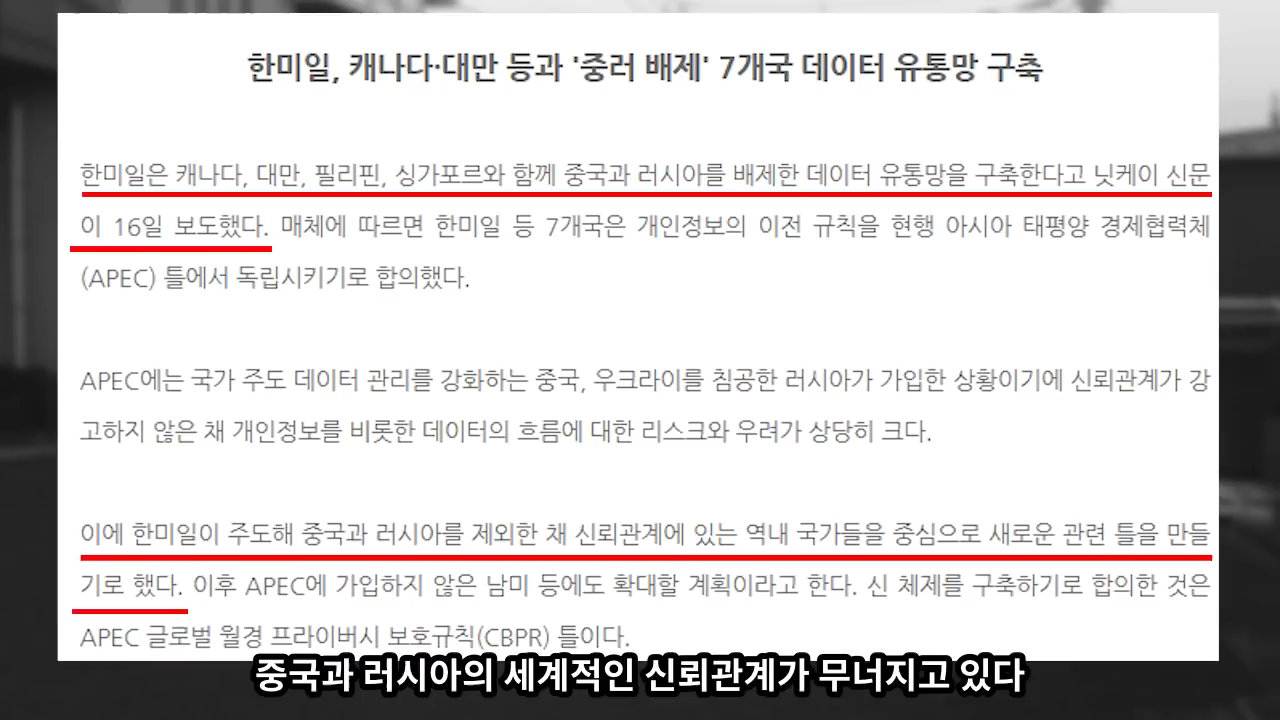 한미일, 캐나다·대만 등과 '중러 배제' 7개국 데이터 유통망 구축
한미일은 캐나다, 대만, 필리핀, 싱가포르와 함께 중국과 러시아를 배제한 데이터 유통망을 구축한다고 닛케이 신문
이 16일 보도했다. 매체에 따르면 한미일 등 7개국은 개인정보의 이전 규칙을 현행 아시아 태평양 경제협력체
(APEC) 틀에서 독립시키기로 합의했다.
APEC에는 국가 주도 데이터 관리를 강화하는 중국, 우크라이를 침공한 러시아가 가입한 상황이기에 신뢰관계가 강
고하지 않은 채 개인정보를 비롯한 데이터의 흐름에 대한 리스크와 우려가 상당히 크다.
이에 한미일이 주도해 중국과 러시아를 제외한 채 신뢰관계에 있는 역내 국가들을 중심으로 새로운 관련 틀을 만들
기로 했다. 이후 APEC에 가입하지 않은 남미 등에도 확대할 계획이라고 한다. 신 체제를 구축하기로 합의한 것은
APEC 글로벌 월경 프라이버시 보호규칙(CBPR) 틀이다.
중국과 러시아의 세계적인 신뢰관계가 무너지고 있다